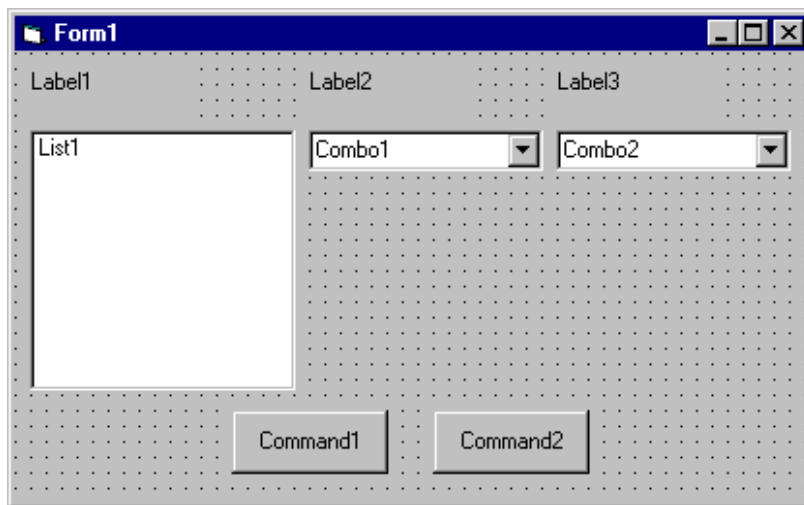 Form1
Label1 Label2 Label3
List1 Combo1 Combo2
Command1 Command2